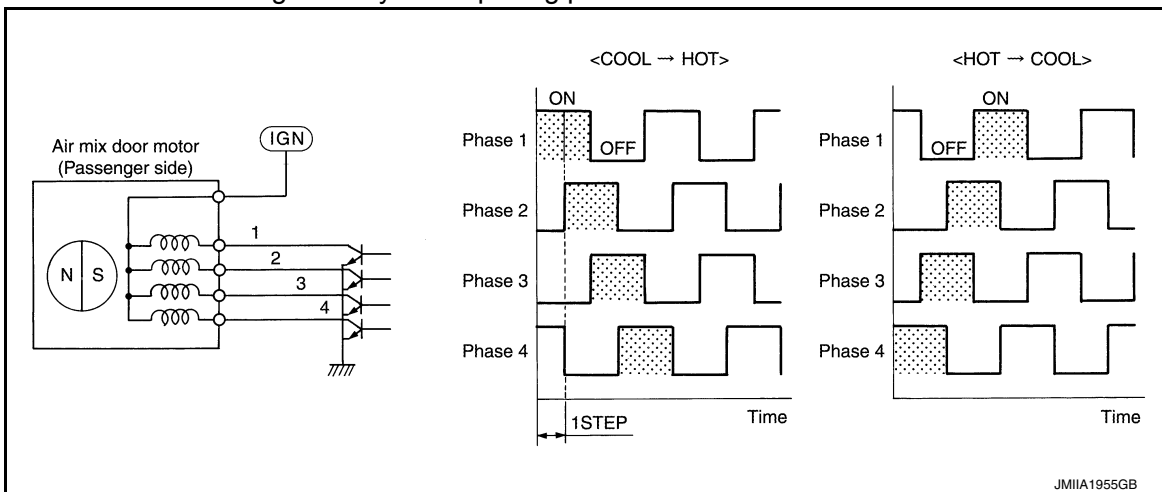 Air mix door motor
(Passenger side)
IGN
N S
1
2
3
4
<COOL → HOT>
ON
Phase 1
OFF
Phase 2
Phase 3
Phase 4
Time
1STEP
<HOT → COOL>
ON
Phase 1
OFF
Phase 2
Phase 3
Phase 4
Time
JMIIA1955GB